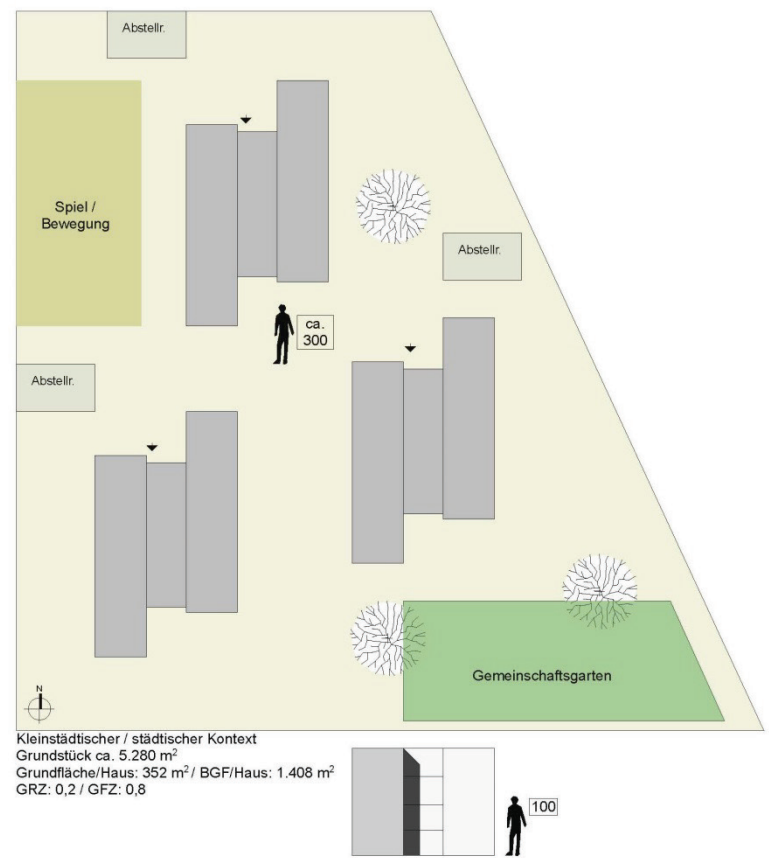 Abstellr.
Spiel /
Bewegung
Abstellr.
ca.
300
Abstellr.
Gemeinschaftsgarten
N
Kleinstädtischer / städtischer Kontext
Grundstück ca. 5.280 m²
Grundfläche/Haus: 352 m² / BGF/Haus: 1.408 m²
GRZ: 0,2 / GFZ: 0,8
100